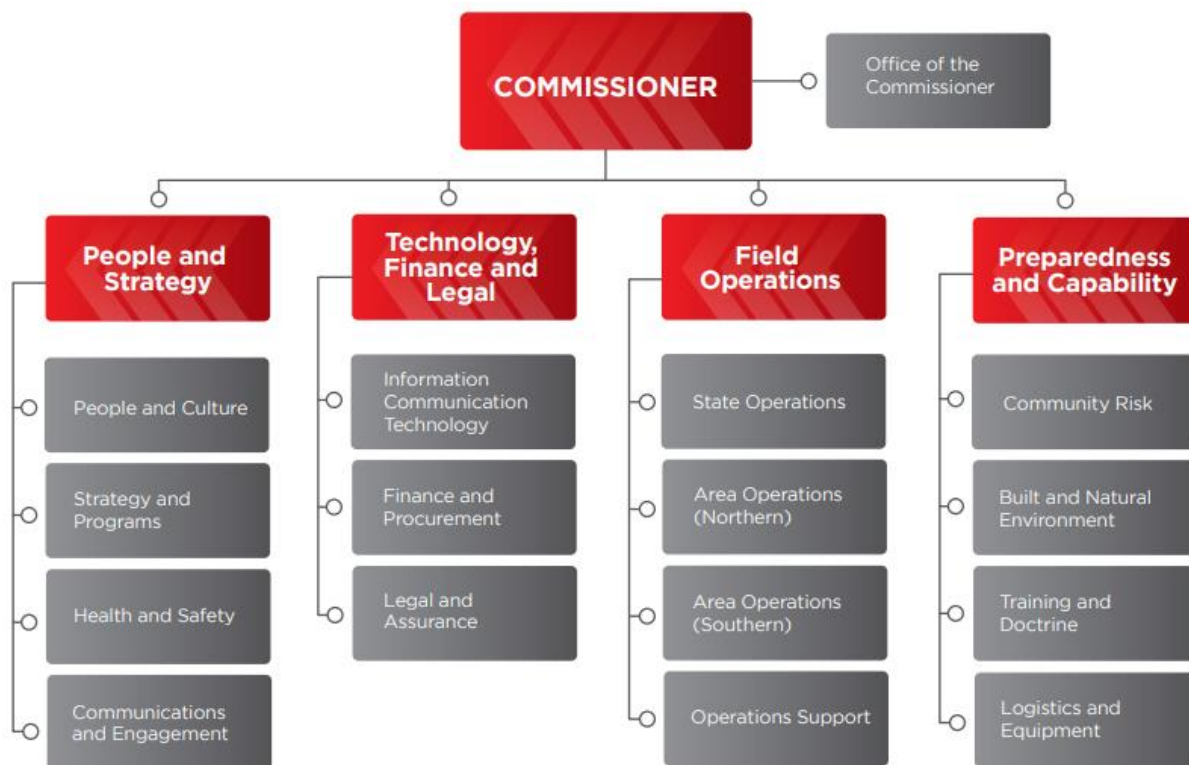 COMMISSIONER
Office of the
Commissioner
People and
Strategy
People and Culture
Strategy and
Programs
Health and Safety
Communications
and Engagement
Technology,
Finance and
Legal
Information
Communication
Technology
Finance and
Procurement
Legal and
Assurance
Field
Operations
State Operations
Area Operations
(Northern)
Area Operations
(Southern)
Operations Support
Preparedness
and Capability
Community Risk
Built and Natural
Environment
Training and
Doctrine
Logistics and
Equipment